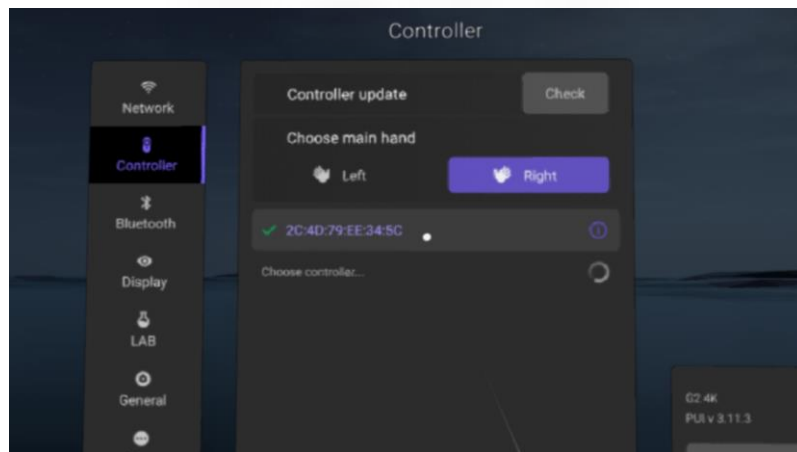 Controller
Network
Controller
Bluetooth
Display
LAB
General
Controller update
Check
Choose main hand
Left
Right
2C:4D:79:EE:34:5C
Choose controller...
G2 4K
PUI v 3.11.3